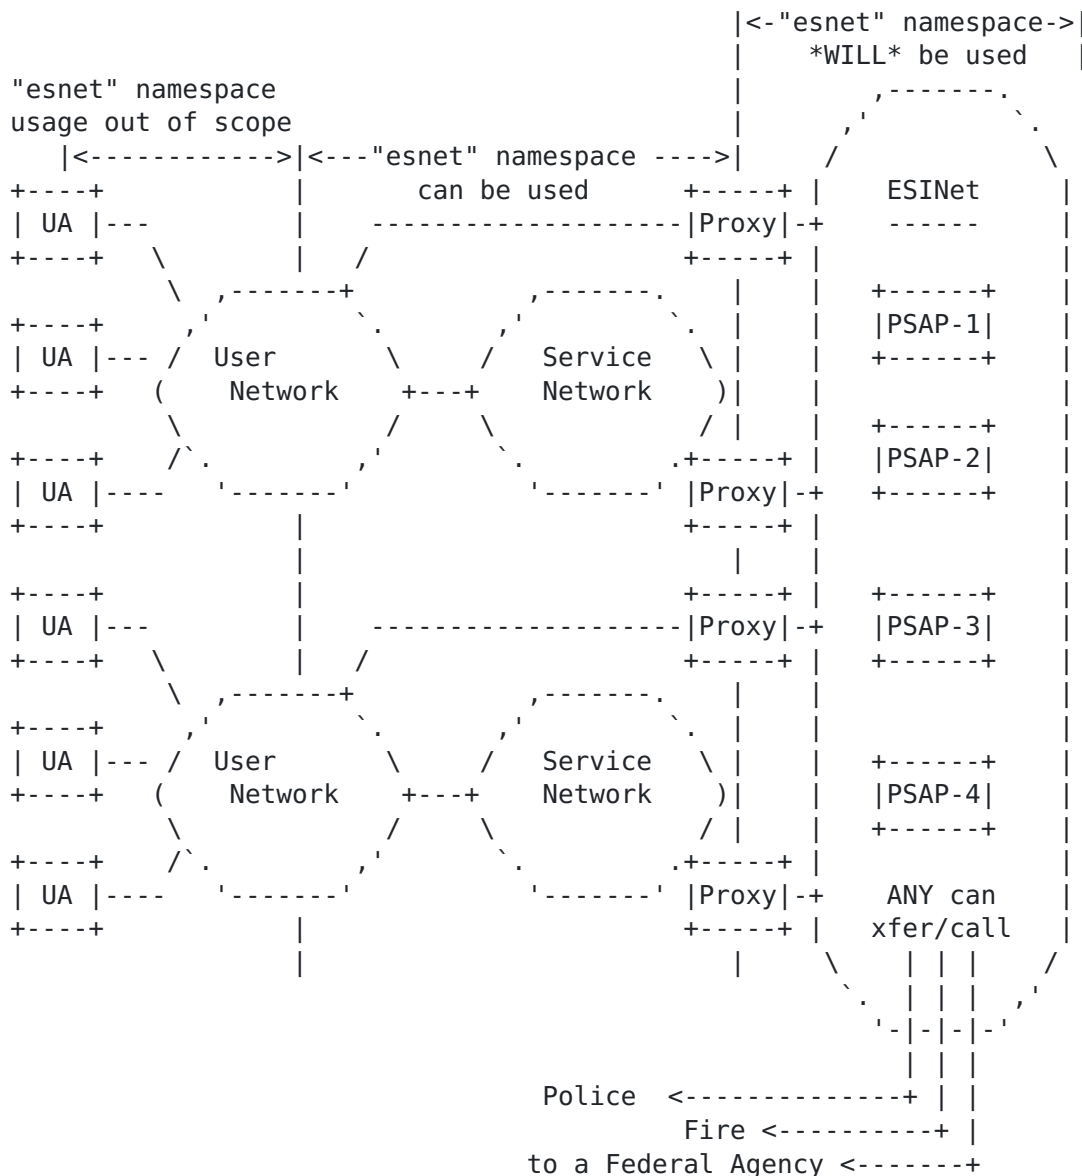 |<-"esnet" namespace->|
| *WILL* be used |
"esnet" namespace | ,-------.
usage out of scope | ,' `.
|<------------>|<---"esnet" namespace ---->| / \
+----+ | can be used +-----+ | ESINet |
| UA |--- | --------------------|Proxy|-+ ------ |
+----+ \ | / +-----+ | |
\ ,-------+ ,-------. | | +------+ |
+----+ ,' `. ,' `. | | |PSAP-1| |
| UA |--- / User \ / Service \ | | +------+ |
+----+ ( Network +---+ Network )| | |
\ / \ / | | +------+ |
+----+ /`. ,' `. .+-----+ | |PSAP-2| |
| UA |---- '-------' '-------' |Proxy|-+ +------+ |
+----+ | +-----+ | |
| | | |
+----+ | +-----+ | +------+ |
| UA |--- | --------------------|Proxy|-+ |PSAP-3| |
+----+ \ | / +-----+ | +------+ |
\ ,-------+ ,-------. | | |
+----+ ,' `. ,' `. | | |
| UA |--- / User \ / Service \ | | +------+ |
+----+ ( Network +---+ Network )| | |PSAP-4| |
\ / \ / | | +------+ |
+----+ /`. ,' `. .+-----+ | |
| UA |---- '-------' '-------' |Proxy|-+ ANY can |
+----+ | +-----+ | xfer/call |
| | \ | | | /
`. | | | ,'
'-|-|-|-'
| | |
Police <--------------+ | |
Fire <----------+ |
to a Federal Agency <-------+